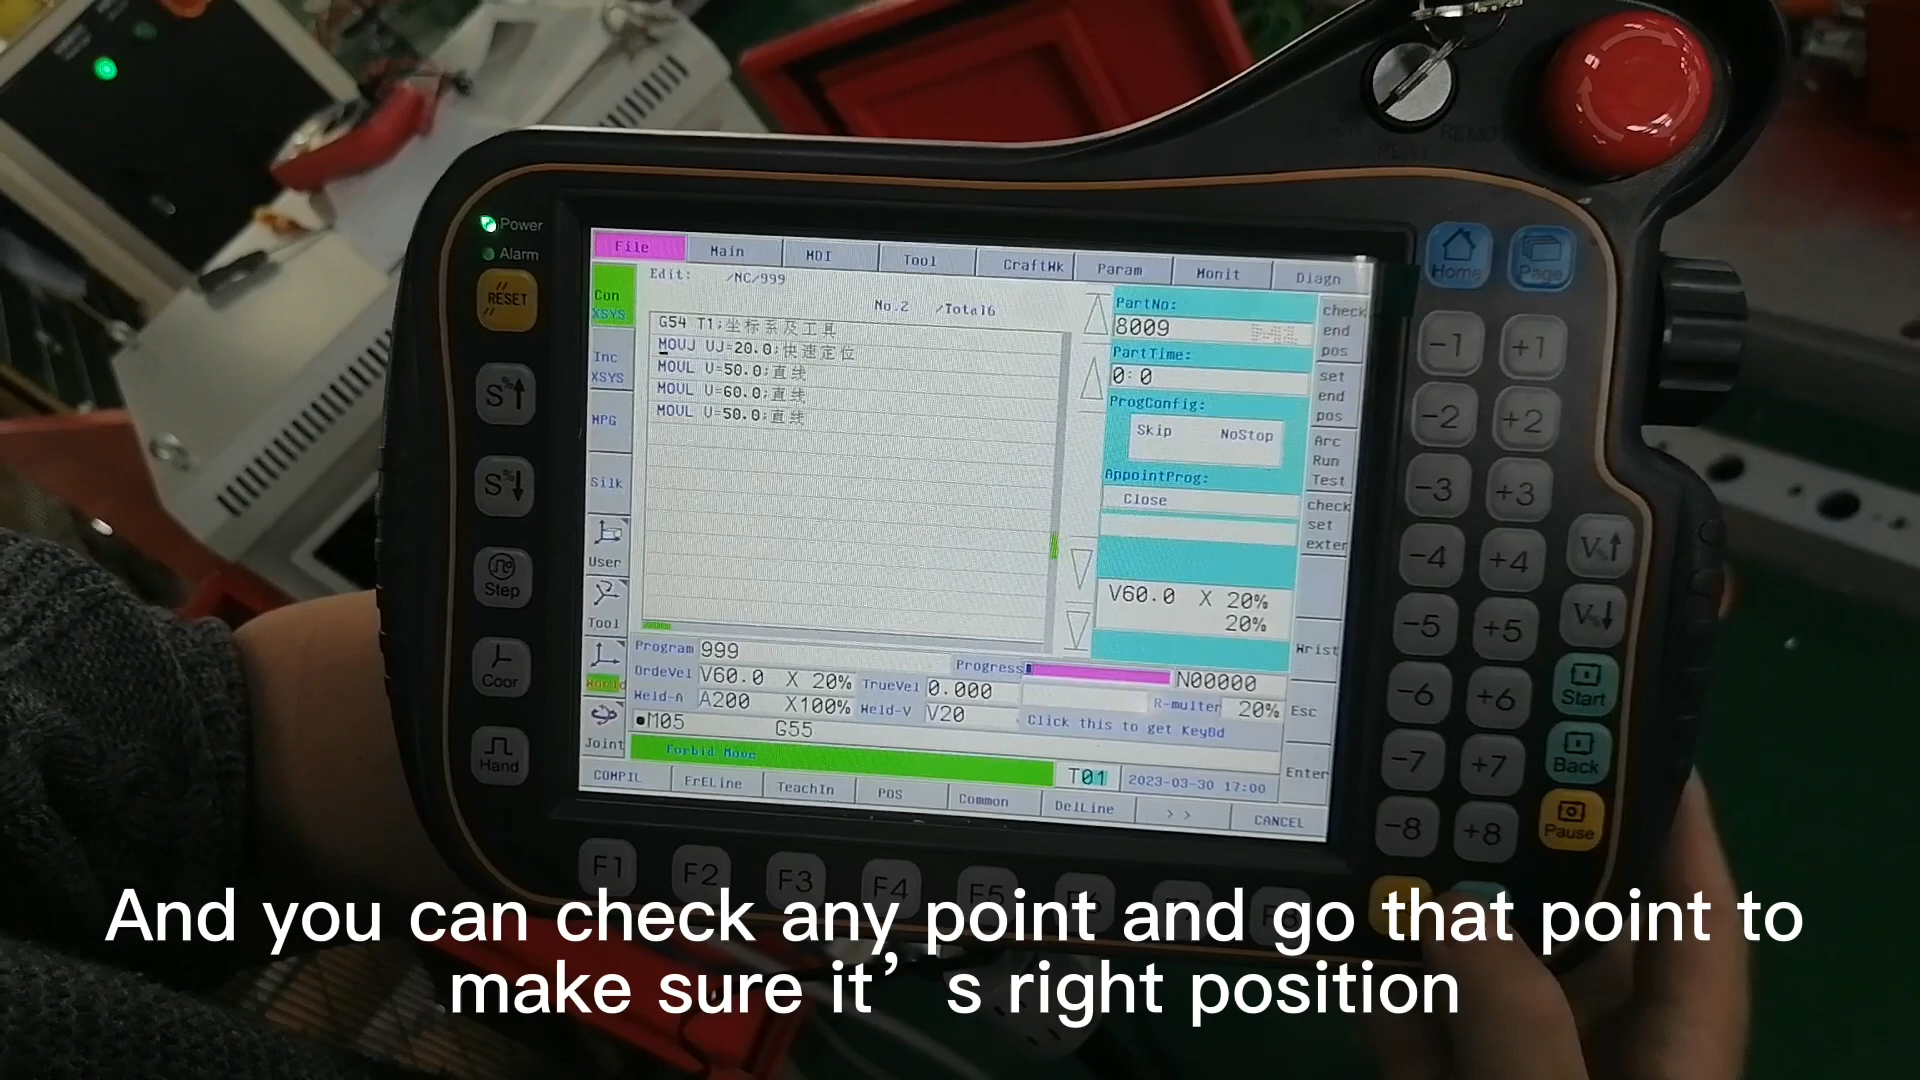 Power
Alarm
RESET
S%↑
S%↓
Step
Coor
Hand
File Main MDI Tool CraftWk Param Monit Diagn
Con
XSYS
Inc
XSYS
MPG
Silk
User
Tool
World
Joint
Edit: /NC/999
No.2 /Total6
G54 T1;坐标系及工具
MOVJ VJ=20.0;快速定位
MOVL V=50.0;直线
MOVL V=60.0;直线
MOVL V=50.0;直线
PartNo:
8009
PartTime:
0: 0
ProgConfig:
Skip NoStop
AppointProg:
Close
V60.0 X 20%
20%
check
end
pos
set
end
pos
Arc
Run
Test
check
set
exter
Wrist
Esc
Enter
Program 999 Progress N00000
OrdeVel V60.0 X 20% TrueVel 0.000
R-multer 20%
Weld-A A200 X100% Weld-V V20
Click this to get KeyBd
●M05 G55
Forbid Move
T01 2023-03-30 17:00
COMPIL FrELine TeachIn POS Common DelLine >> CANCEL
F1 F2 F3 F4 F5
PLAY
Home Page
-1 +1
-2 +2
-3 +3
-4 +4
-5 +5
-6 +6
-7 +7
-8 +8
V%↑
V%↓
Start
Back
Pause
And you can check any point and go that point to
make sure it’s right position